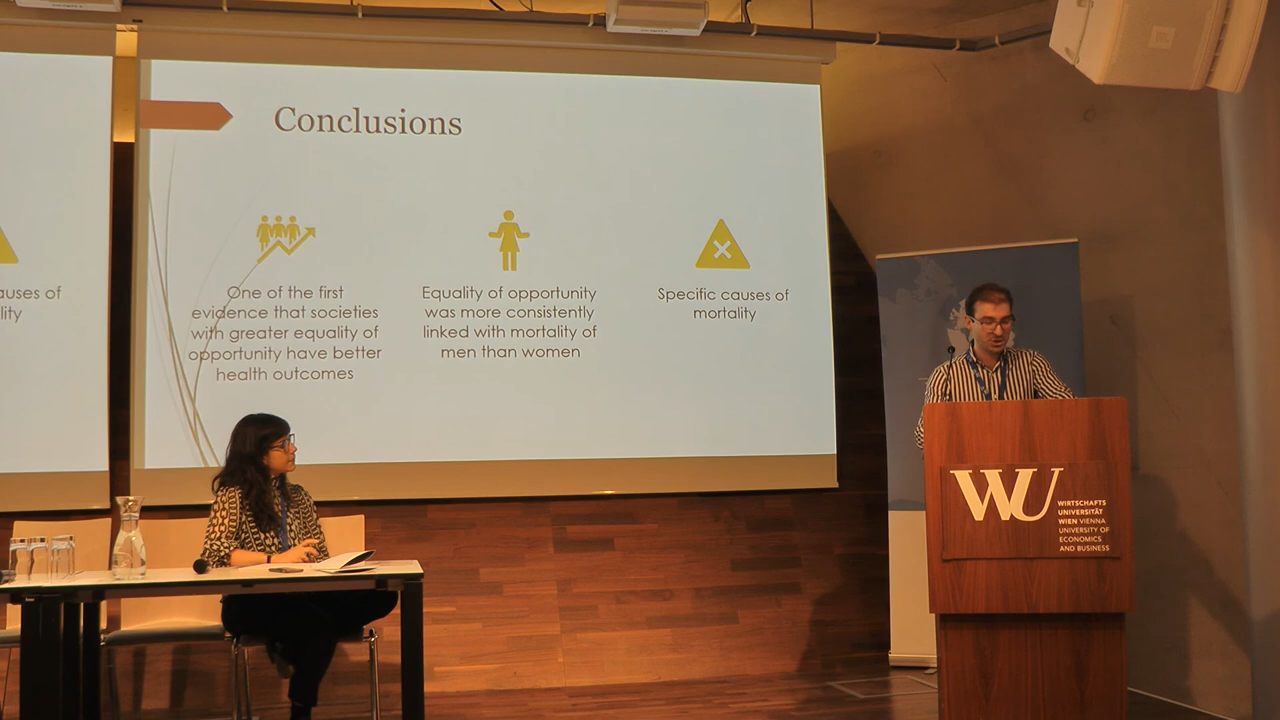 Conclusions
auses of
lity
One of the first
evidence that societies
with greater equality of
opportunity have better
health outcomes
Equality of opportunity
was more consistently
linked with mortality of
men than women
Specific causes of
mortality
WU
WIRTSCHAFTS
UNIVERSITÄT
WIEN VIENNA
UNIVERSITY OF
ECONOMICS
AND BUSINESS